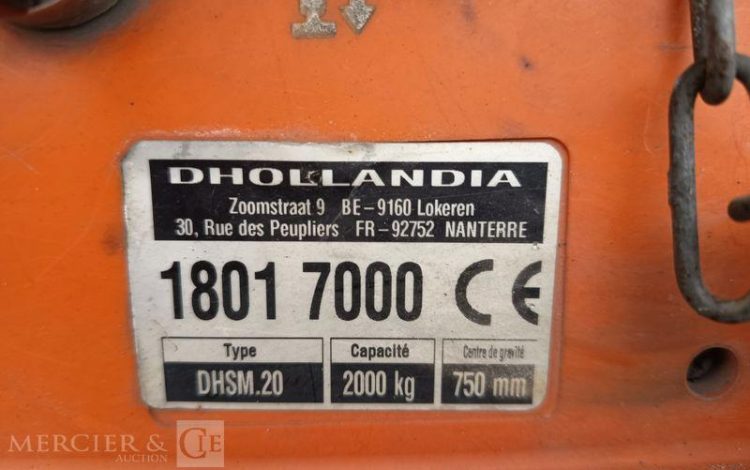 DHOLLANDIA
Zoomstraat 9 BE-9160 Lokeren
30, Rue des Peupliers FR-92752 NANTERRE
1801 7000 CE
Type Capacité Centre de gravité
DHSM.20 2000 kg 750 mm
MERCIER & CIE
AUCTION